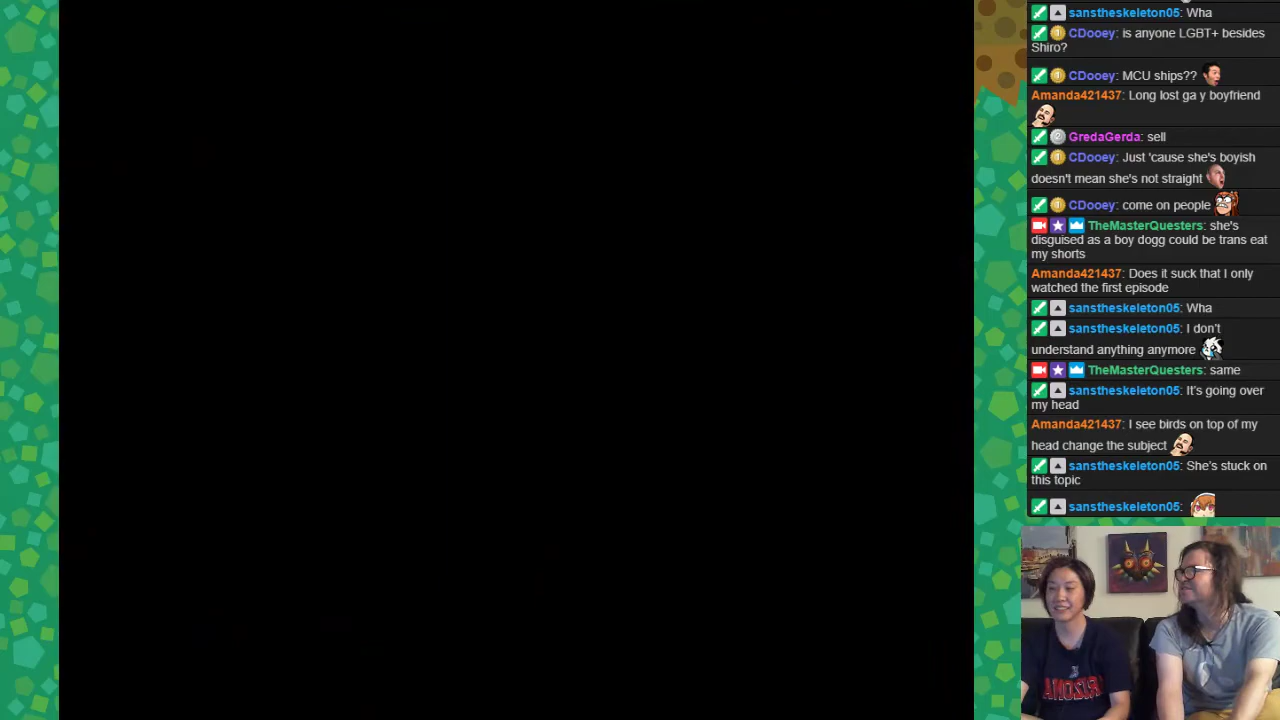 sanstheskeleton05: Wha
CDooey: is anyone LGBT+ besides
Shiro?
CDooey: MCU ships??
Amanda421437: Long lost ga y boyfriend
GredaGerda: sell
CDooey: Just 'cause she's boyish
doesn't mean she's not straight
CDooey: come on people
TheMasterQuesters: she's
disguised as a boy dogg could be trans eat
my shorts
Amanda421437: Does it suck that I only
watched the first episode
sanstheskeleton05: Wha
sanstheskeleton05: I don't
understand anything anymore
TheMasterQuesters: same
sanstheskeleton05: It's going over
my head
Amanda421437: I see birds on top of my
head change the subject
sanstheskeleton05: She's stuck on
this topic
sanstheskeleton05: